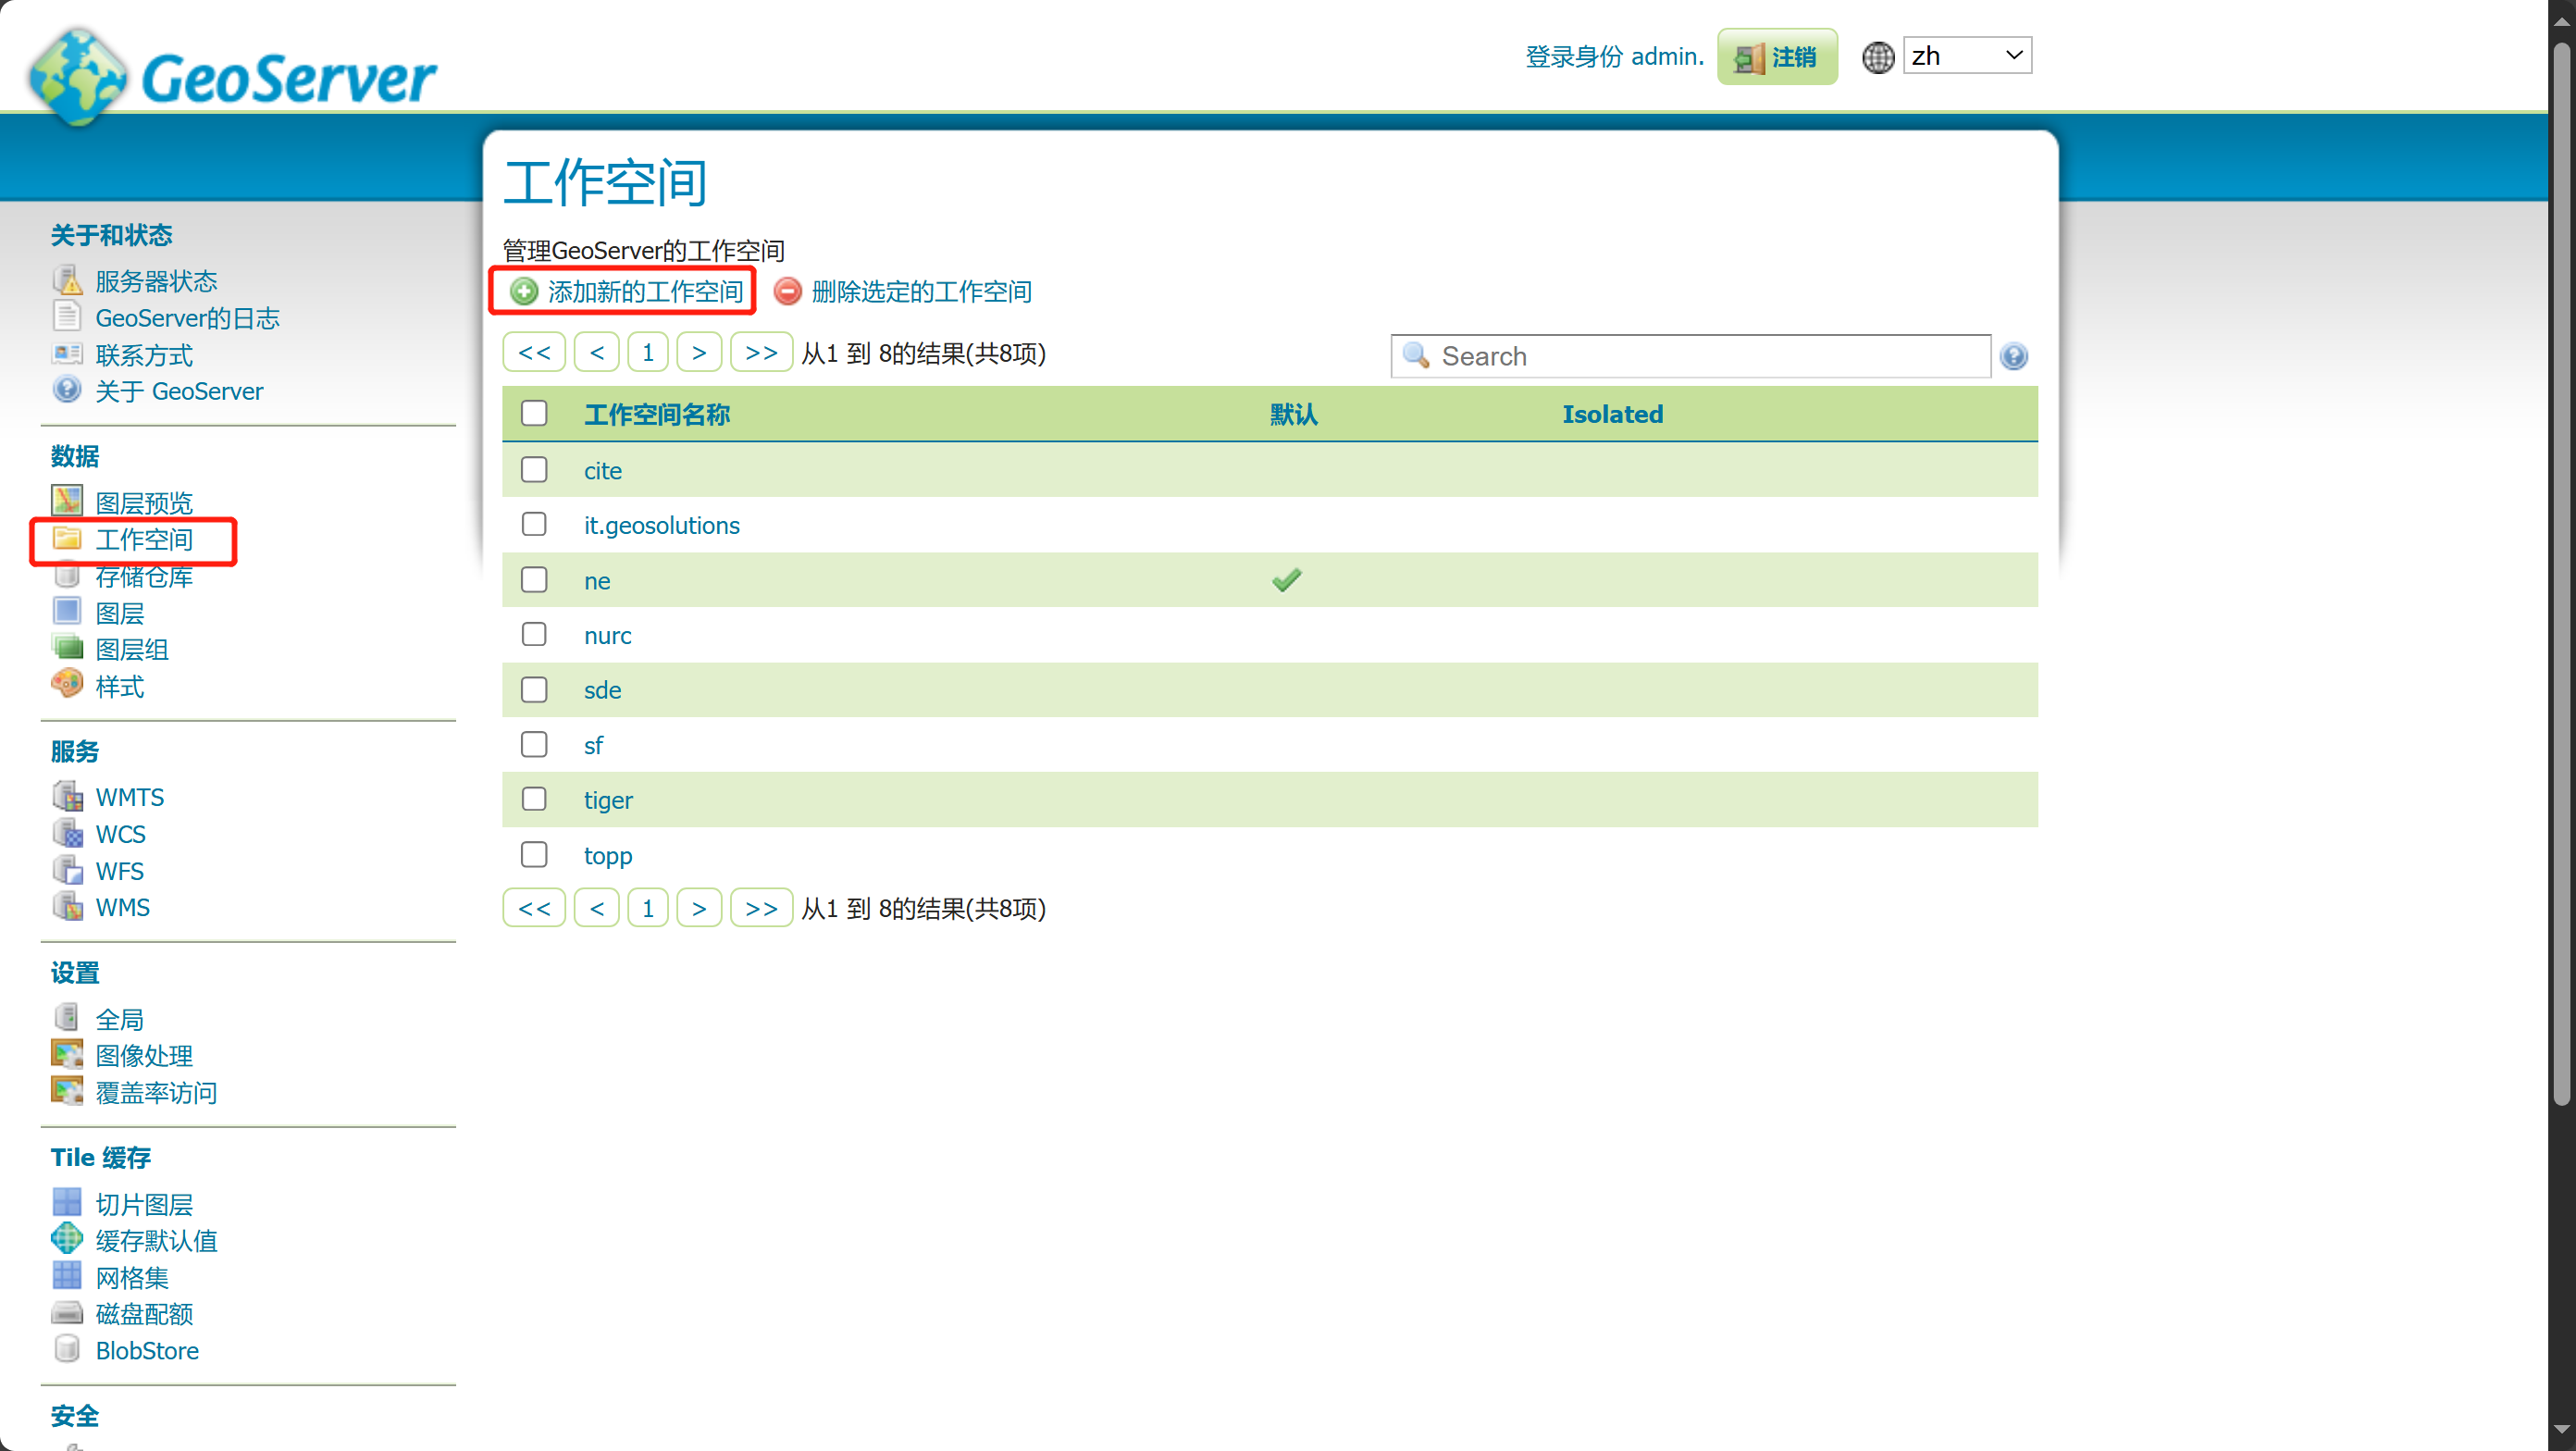 GeoServer
登录身份 admin.
注销
zh
工作空间
管理GeoServer的工作空间
添加新的工作空间
删除选定的工作空间
<< < 1 > >> 从1 到 8的结果(共8项)
Search
工作空间名称 默认 Isolated
cite
it.geosolutions
ne
nurc
sde
sf
tiger
topp
<< < 1 > >> 从1 到 8的结果(共8项)
关于和状态
服务器状态
GeoServer的日志
联系方式
关于 GeoServer
数据
图层预览
工作空间
存储仓库
图层
图层组
样式
服务
WMTS
WCS
WFS
WMS
设置
全局
图像处理
覆盖率访问
Tile 缓存
切片图层
缓存默认值
网格集
磁盘配额
BlobStore
安全